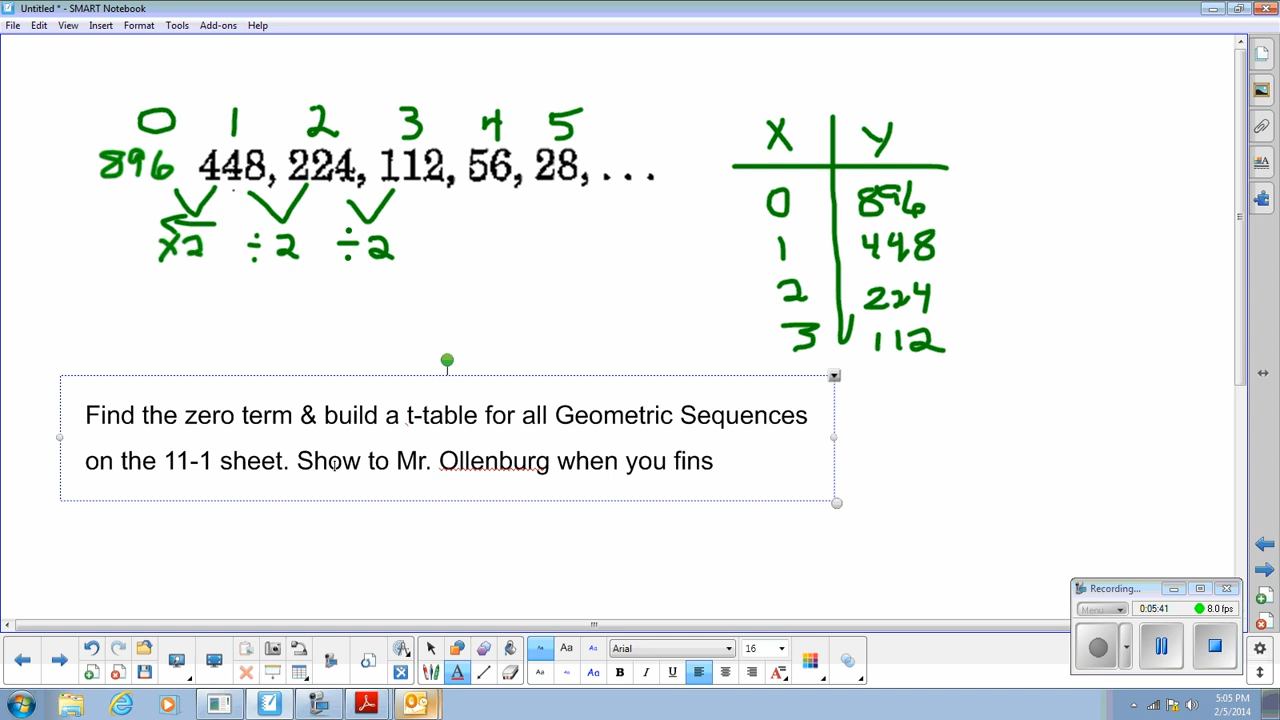 Untitled * - SMART Notebook
File Edit View Insert Format Tools Add-ons Help
0 1 2 3 4 5
896 448, 224, 112, 56, 28, . . .
x2 ÷2 ÷2
X Y
0 896
1 448
2 224
3 112
Find the zero term & build a t-table for all Geometric Sequences
on the 11-1 sheet. Show to Mr. Ollenburg when you fins
Recording...
Menu 0:05:41 8.0 fps
Arial 16
B I U
5:05 PM
2/5/2014